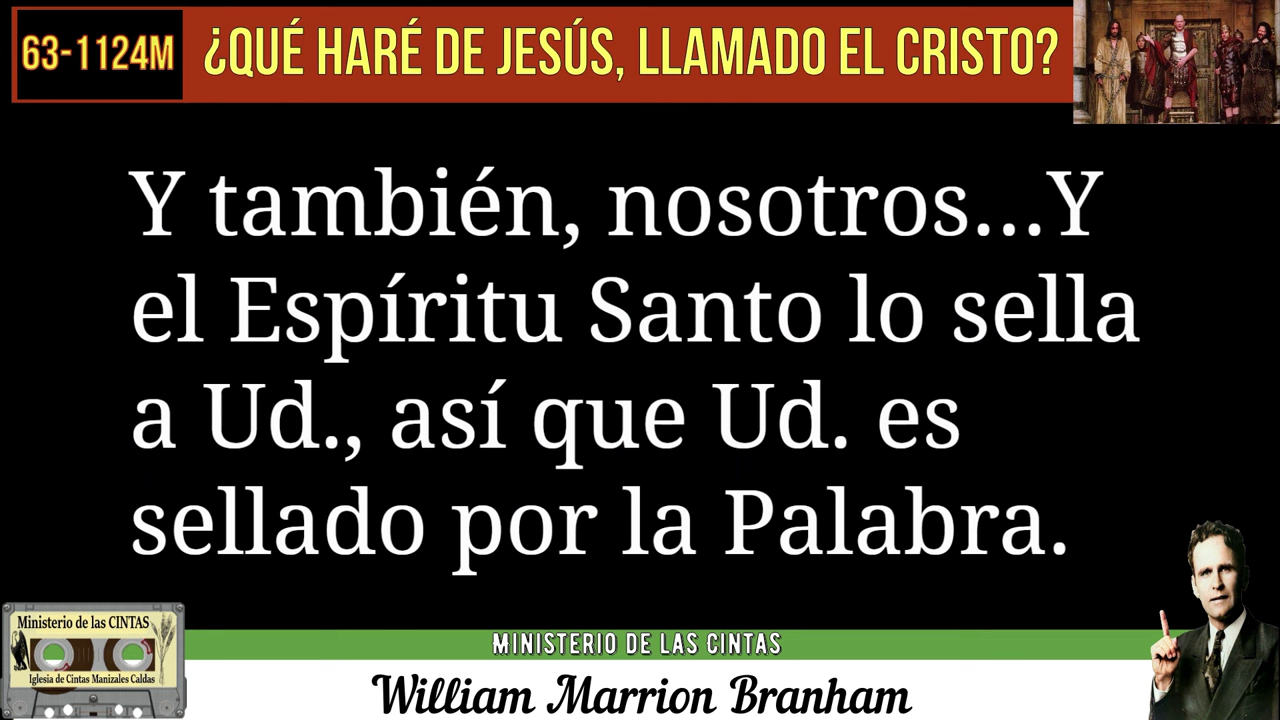 63-1124M
¿QUÉ HARÉ DE JESÚS, LLAMADO EL CRISTO?
Y también, nosotros...Y
el Espíritu Santo lo sella
a Ud., así que Ud. es
sellado por la Palabra.
Ministerio de las CINTAS
Iglesia de Cintas Manizales Caldas
MINISTERIO DE LAS CINTAS
William Marrion Branham